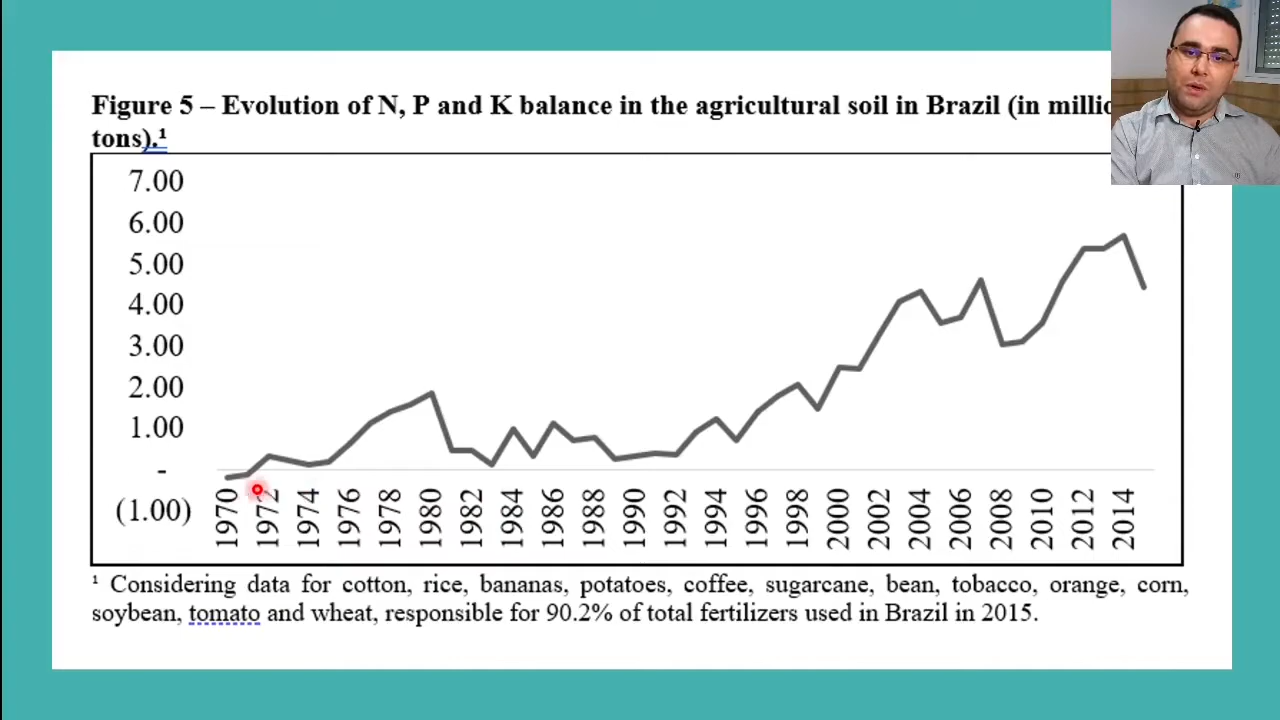 Figure 5 – Evolution of N, P and K balance in the agricultural soil in Brazil (in
tons).¹
7.00
6.00
5.00
4.00
3.00
2.00
1.00
-
(1.00)
1970 1972 1974 1976 1978 1980 1982 1984 1986 1988 1990 1992 1994 1996 1998 2000 2002 2004 2006 2008 2010 2012 2014
¹ Considering data for cotton, rice, bananas, potatoes, coffee, sugarcane, bean, tobacco, orange, corn,
soybean, tomato and wheat, responsible for 90.2% of total fertilizers used in Brazil in 2015.